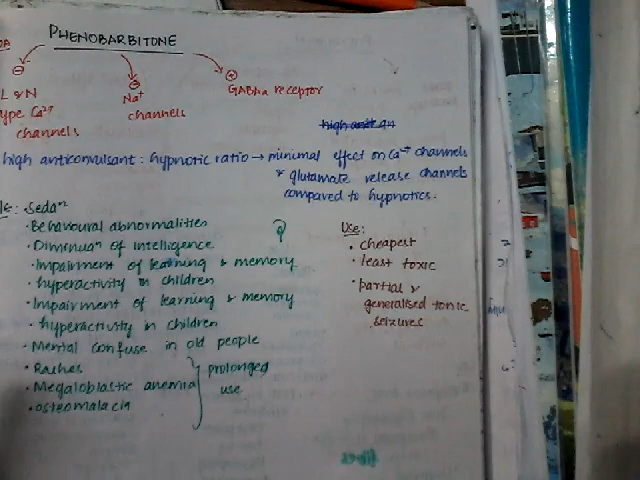 PHENOBARBITONE
⊖ ⊖ ⊕
L & N
ype Ca²⁺
channels
Na⁺
channels
GABAA receptor
high anticonvulsant : hypnotic ratio → minimal effect on Ca²⁺ channels
& glutamate release channels
compared to hypnotics.
: Sedaⁿ
• Behavioural abnormalities
• Diminuaⁿ of intelligence
• Impairment of learning & memory
• hyperactivity in children
• Impairment of learning & memory
• hyperactivity in children
• Mental confuse in old people
• Rashes
• Megaloblastic anemia
• osteomalacia
prolonged
use
Use:
• cheapest
• least toxic
• partial &
generalised tonic
seizures